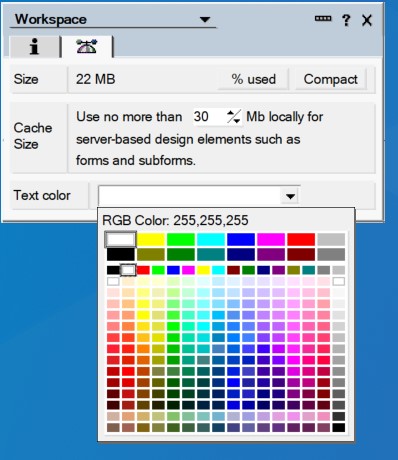 Workspace
? X
i
Size 22 MB % used Compact
Cache Size
Use no more than 30 Mb locally for
server-based design elements such as
forms and subforms.
Text color
RGB Color: 255,255,255